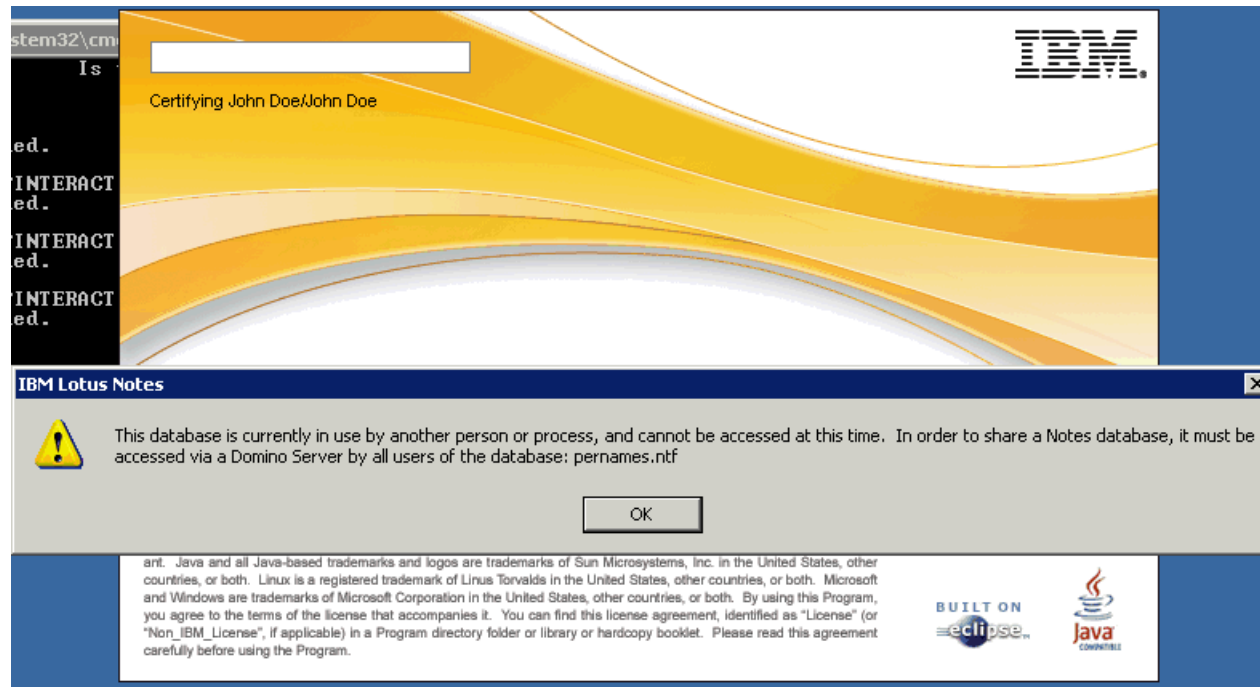 stem32\cm
Is
ed.
INTERACT
ed.
INTERACT
ed.
INTERACT
ed.
IBM.
Certifying John Doe/John Doe
IBM Lotus Notes
This database is currently in use by another person or process, and cannot be accessed at this time.  In order to share a Notes database, it must be
accessed via a Domino Server by all users of the database: pernames.ntf
OK
ant.  Java and all Java-based trademarks and logos are trademarks of Sun Microsystems, Inc. in the United States, other
countries, or both.  Linux is a registered trademark of Linus Torvalds in the United States, other countries, or both.  Microsoft
and Windows are trademarks of Microsoft Corporation in the United States, other countries, or both.  By using this Program,
you agree to the terms of the license that accompanies it.  You can find this license agreement, identified as "License" (or
"Non_IBM_License", if applicable) in a Program directory folder or library or hardcopy booklet.  Please read this agreement
carefully before using the Program.
BUILT ON
eclipse
Java
COMPATIBLE